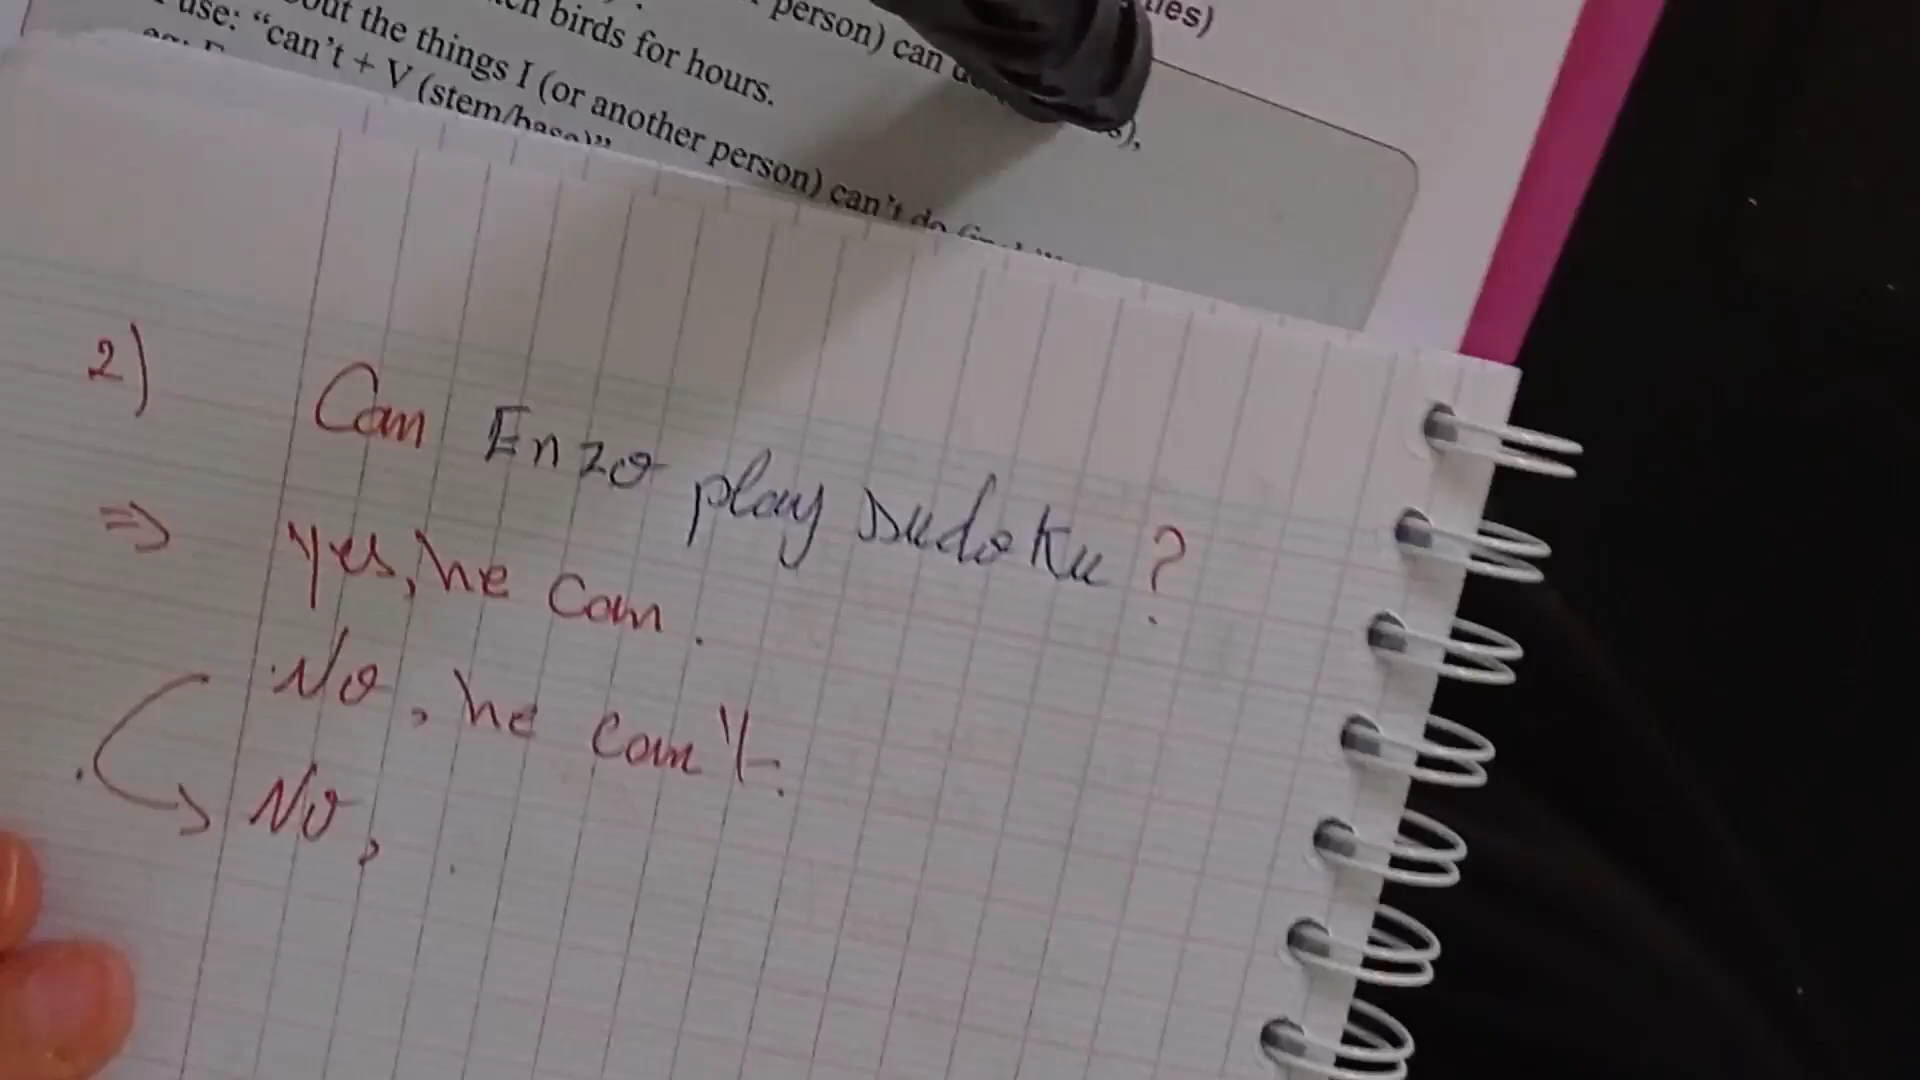 ties)
person) can
birds for hours.
out the things I (or another person) can't do
use: "can't + V (stem/base)"
2) Can Enzo play sudoku ?
⇒ Yes, he can.
No, he can't.
No,